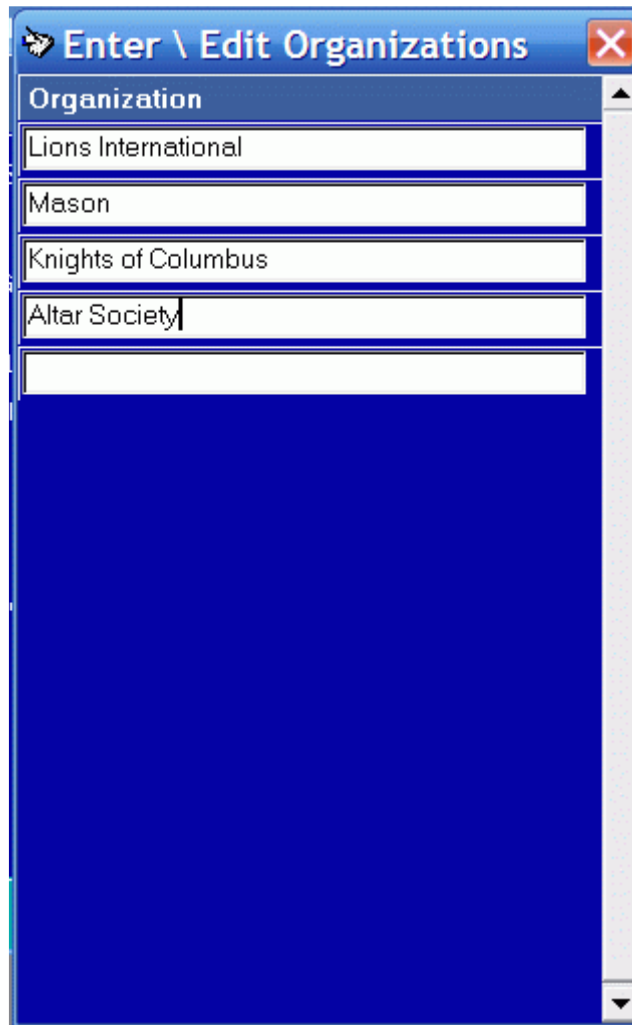 Enter \ Edit Organizations
Organization
Lions International
Mason
Knights of Columbus
Altar Society